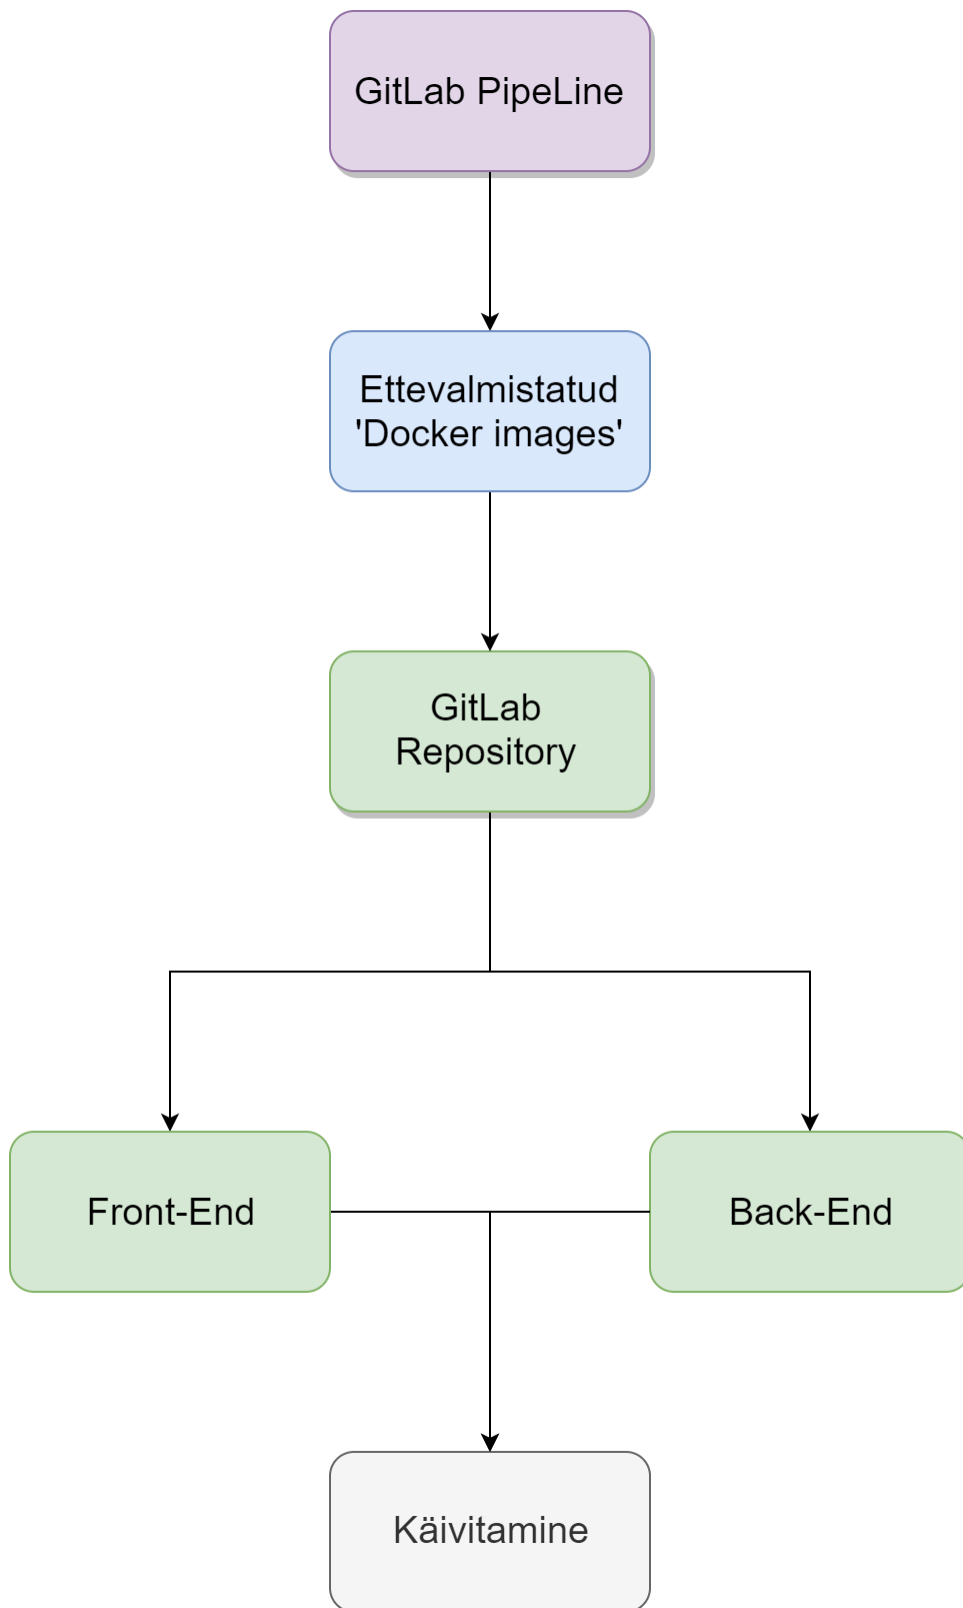 GitLab PipeLine
Ettevalmistatud
'Docker images'
GitLab
Repository
Front-End
Back-End
Käivitamine